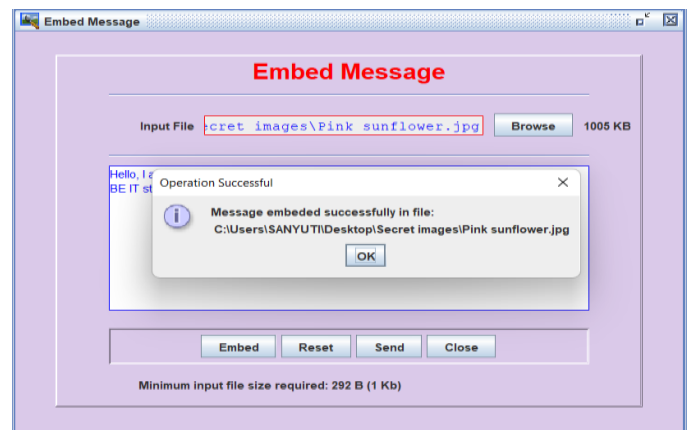 Embed Message
Embed Message
Input File ecret images\Pink sunflower.jpg Browse 1005 KB
Hello, I a
BE IT st
Operation Successful
Message embeded successfully in file:
C:\Users\SANYUTI\Desktop\Secret images\Pink sunflower.jpg
OK
Embed Reset Send Close
Minimum input file size required: 292 B (1 Kb)